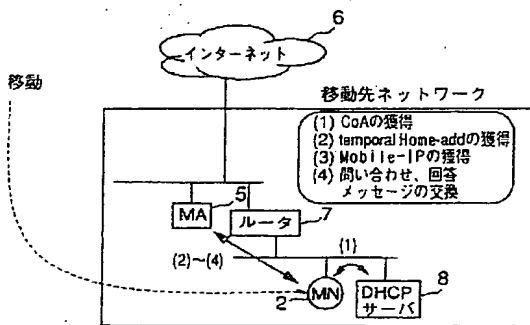 6
インターネット
移動
移動先ネットワーク
(1) CoAの獲得
(2) temporalHome-addの獲得
(3) Mobile-IPの獲得
(4) 問い合わせ、回答
メッセージの交換
5
MA
7
ルータ
(2)～(4)
(1)
2
MN
DHCP
サーバ
8